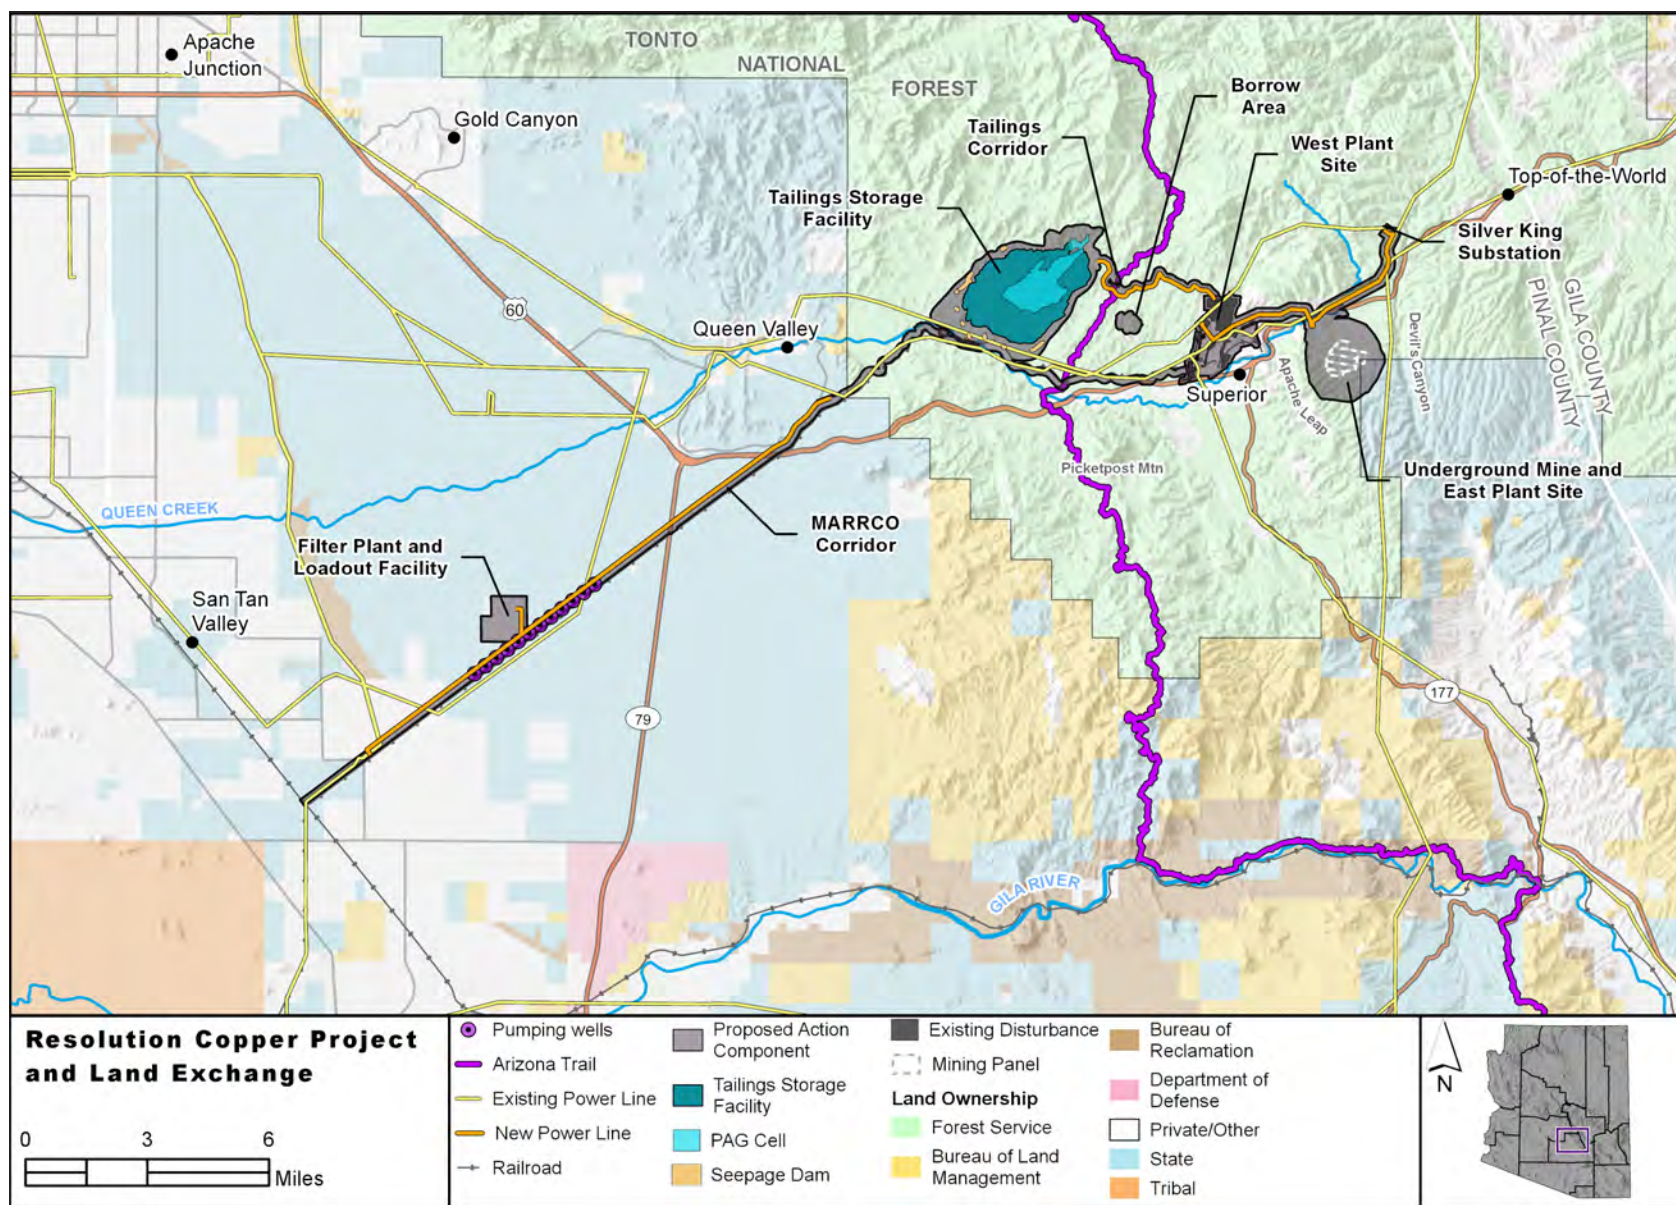 TONTO
NATIONAL
FOREST
Apache
Junction
Gold Canyon
Borrow
Area
Tailings
Corridor
West Plant
Site
Top-of-the-World
Tailings Storage
Facility
Silver King
Substation
60
Queen Valley
GILA COUNTY
PINAL COUNTY
Devil's Canyon
Apache Leap
Superior
Picketpost Mtn
Underground Mine and
East Plant Site
QUEEN CREEK
MARRCO
Corridor
Filter Plant and
Loadout Facility
San Tan
Valley
79
177
GILA RIVER
Resolution Copper Project
and Land Exchange
0 3 6
Miles
Pumping wells
Arizona Trail
Existing Power Line
New Power Line
Railroad
Proposed Action
Component
Tailings Storage
Facility
PAG Cell
Seepage Dam
Existing Disturbance
Mining Panel
Land Ownership
Forest Service
Bureau of Land
Management
Bureau of
Reclamation
Department of
Defense
Private/Other
State
Tribal
N